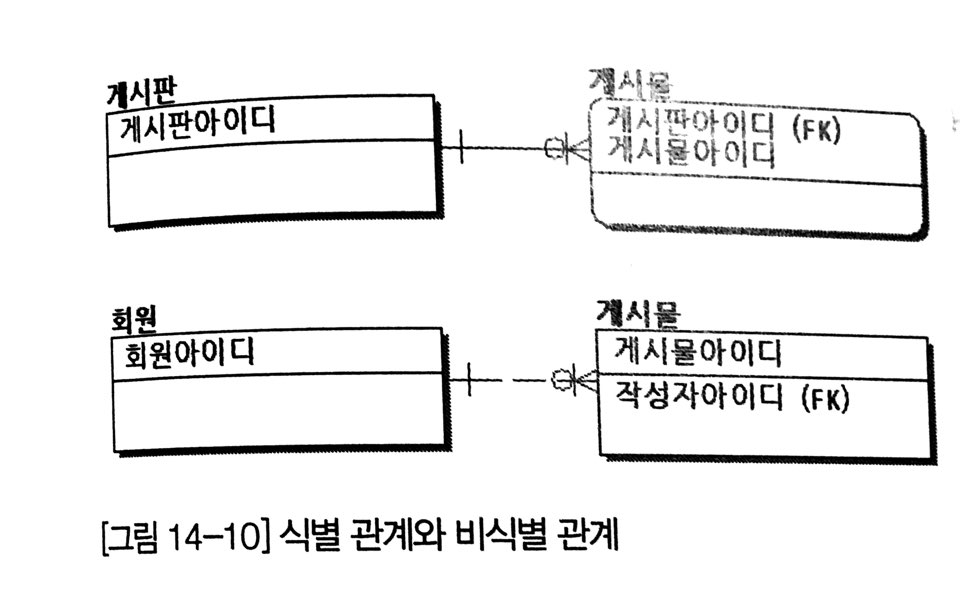 게시판
게시판아이디
게시물
게시판아이디 (FK)
게시물아이디
회원
회원아이디
게시물
게시물아이디
작성자아이디 (FK)
[그림 14-10] 식별 관계와 비식별 관계